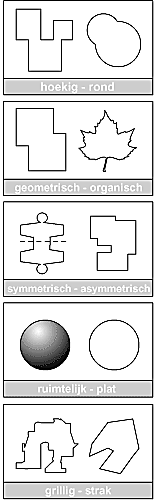 hoekig - rond
geometrisch - organisch
symmetrisch - asymmetrisch
ruimtelijk - plat
grillig - strak